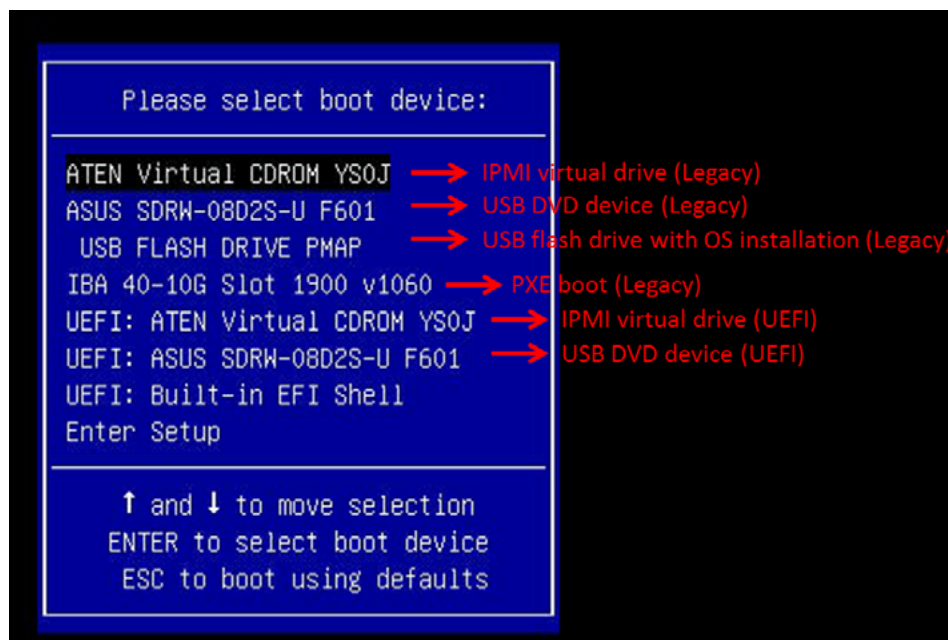 Please select boot device:
ATEN Virtual CDROM YS0J → IPMI virtual drive (Legacy)
ASUS SDRW-08D2S-U F601 → USB DVD device (Legacy)
USB FLASH DRIVE PMAP → USB flash drive with OS installation (Legacy)
IBA 40-10G Slot 1900 v1060 → PXE boot (Legacy)
UEFI: ATEN Virtual CDROM YS0J → IPMI virtual drive (UEFI)
UEFI: ASUS SDRW-08D2S-U F601 → USB DVD device (UEFI)
UEFI: Built-in EFI Shell
Enter Setup
↑ and ↓ to move selection
ENTER to select boot device
ESC to boot using defaults